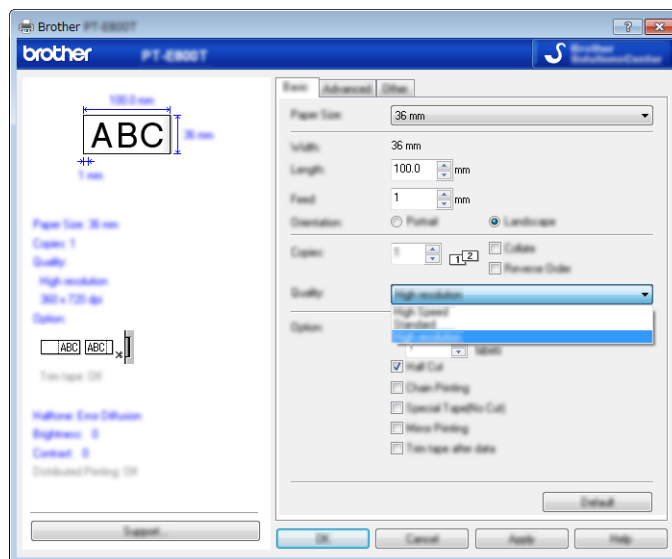 Brother PT-E800T
brother PT-E800T
Brother
SolutionsCenter
100.0 mm
ABC
36 mm
1 mm
Paper Size: 36 mm
Copies: 1
Quality:
High resolution
360 x 720 dpi
Option:
ABC ABC
Trim tape: Off
Halftone: Error Diffusion
Brightness: 0
Contrast: 0
Distributed Printing: Off
Support...
Basic Advanced Other
Paper Size: 36 mm
Width: 36 mm
Length: 100.0 mm
Feed: 1 mm
Orientation: Portrait Landscape
Copies: 1 1 2 Collate
Reverse Order
Quality: High resolution
High Speed
Standard
High resolution
Option:
labels
Half Cut
Chain Printing
Special Tape(No Cut)
Mirror Printing
Trim tape after data
Default
OK Cancel Apply Help